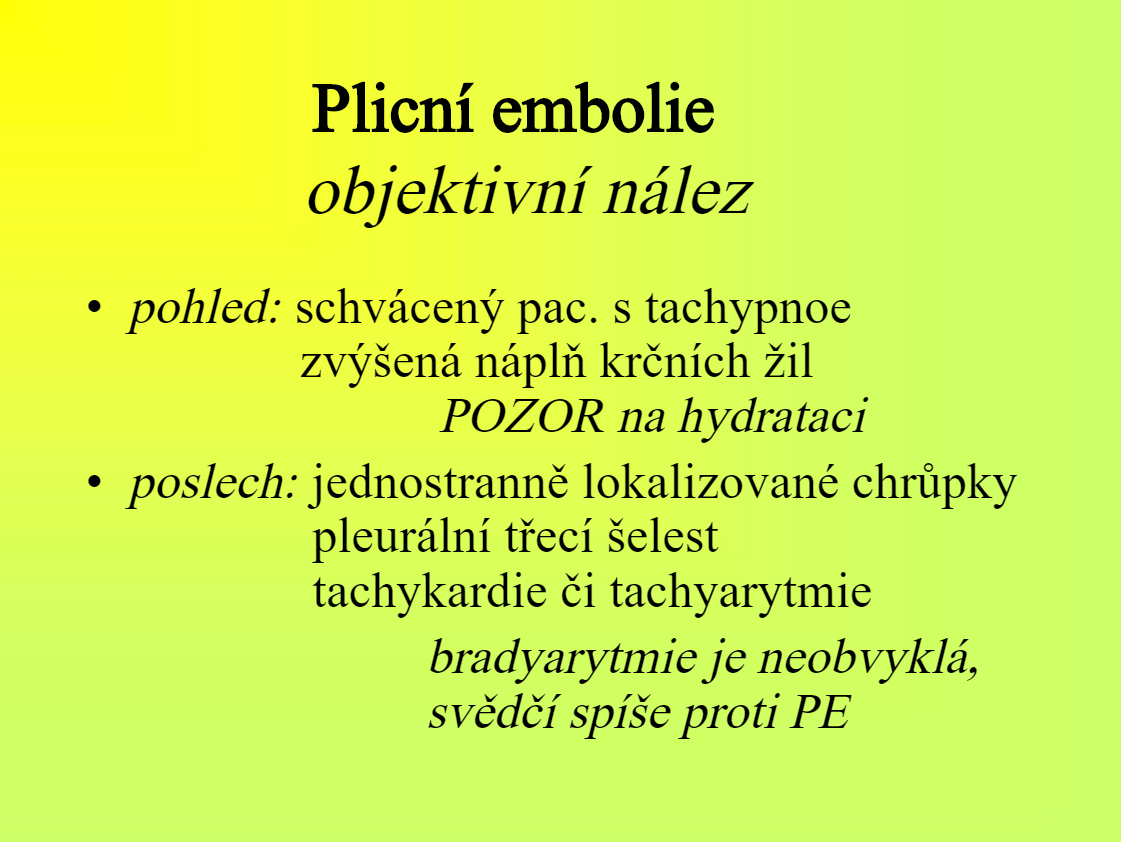 Plicní embolie
objektivní nález
• pohled: schvácený pac. s tachypnoe
zvýšená náplň krčních žil
POZOR na hydrataci
• poslech: jednostranně lokalizované chrůpky
pleurální třecí šelest
tachykardie či tachyarytmie
bradyarytmie je neobvyklá,
svědčí spíše proti PE